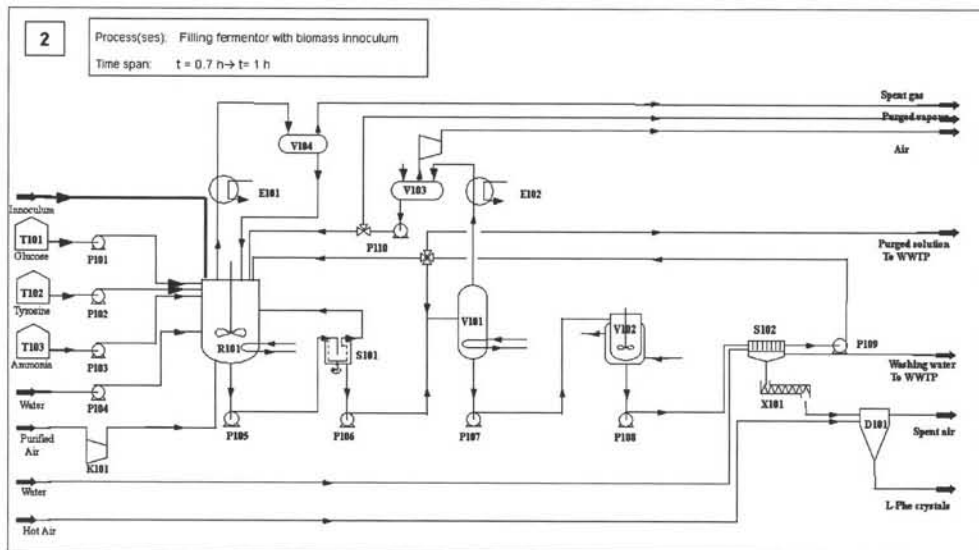 2
Process(ses): Filling fermentor with biomass innoculum
Time span: t = 0.7 h→ t= 1 h
Spent gas
Purged vapour
Air
V104
E101
V103
E102
Innoculum
T101
Glucose
P101
P110
Purged solution
To WWTP
T102
Tyrosine
P102
V101
V102
S102
P109
R101
S101
T103
Ammonia
P103
Washing water
To WWTP
Water
P104
X101
P105
P106
P107
P108
D101
Spent air
Purified
Air
K101
Water
L-Phe crystals
Hot Air